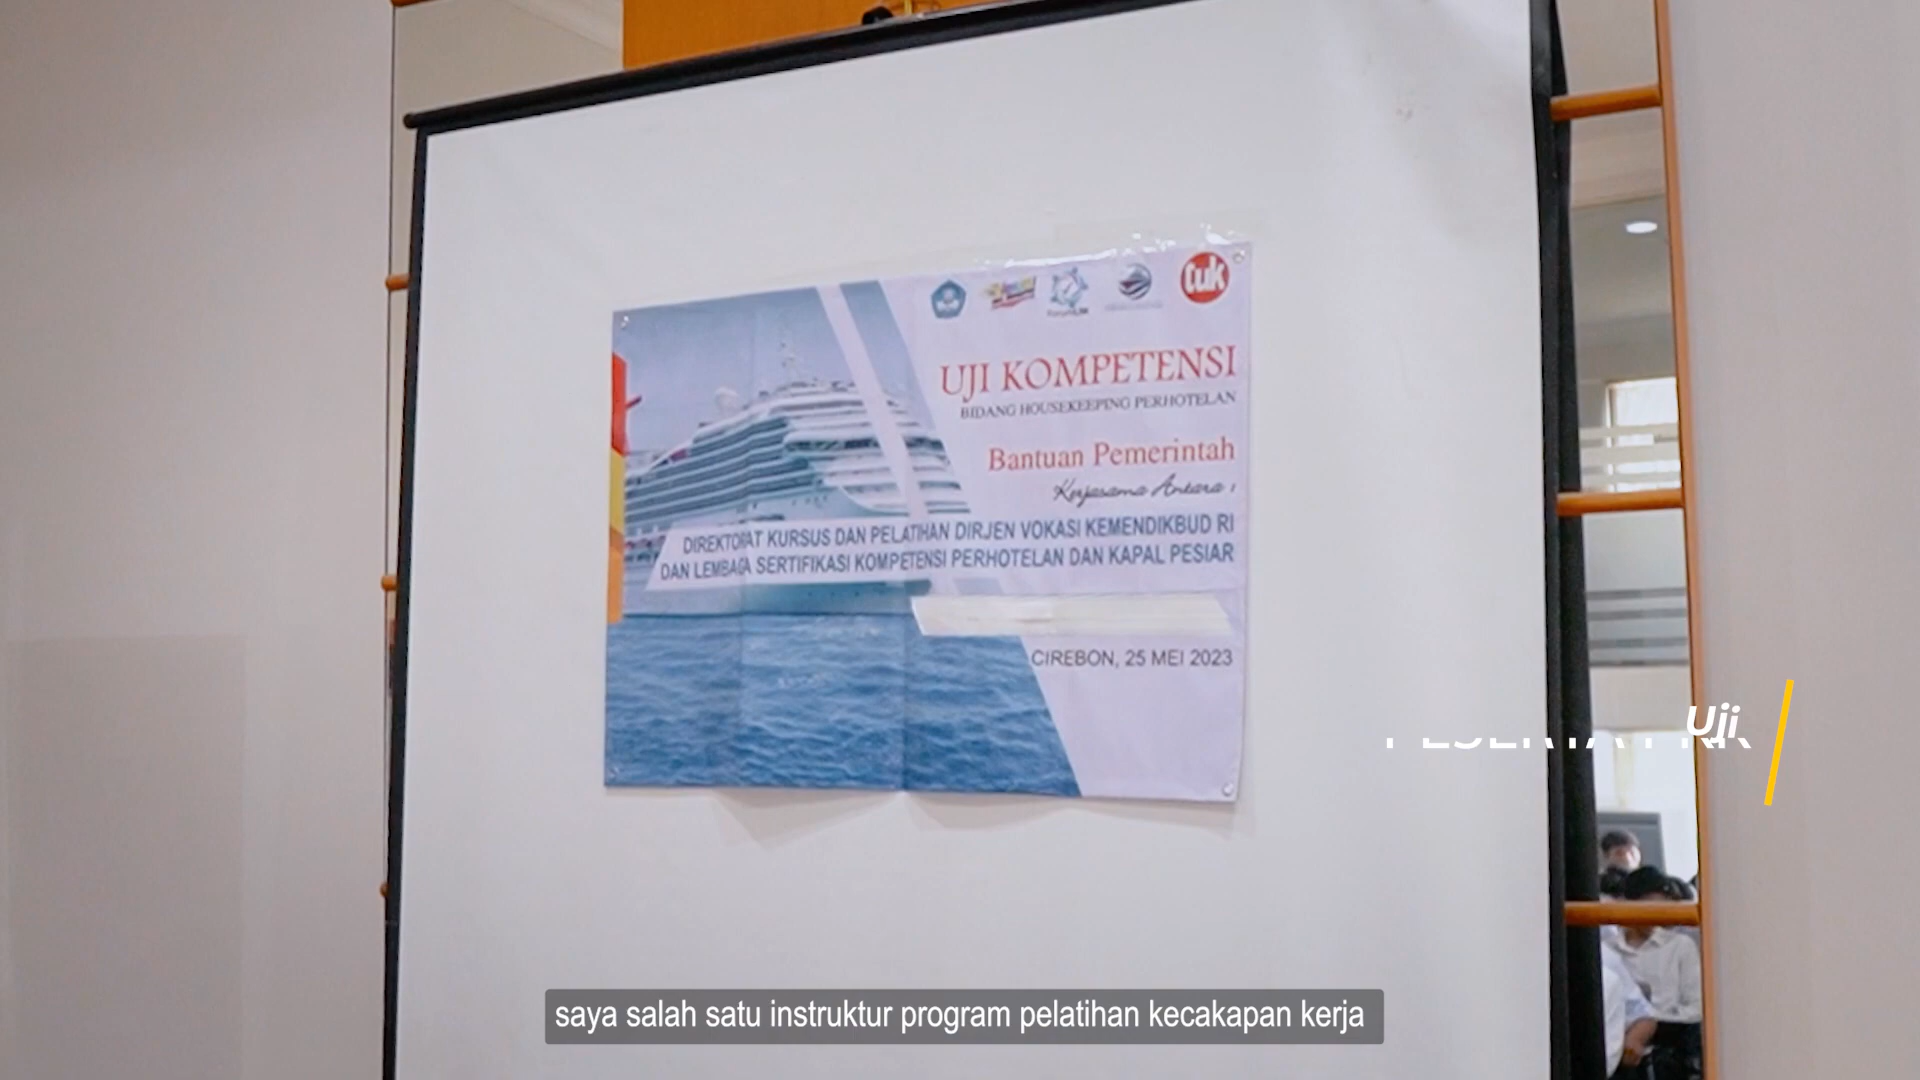 tuk
UJI KOMPETENSI
BIDANG HOUSEKEEPING PERHOTELAN
Bantuan Pemerintah
Kerjasama Antara :
DIREKTORAT KURSUS DAN PELATIHAN DIRJEN VOKASI KEMENDIKBUD RI
DAN LEMBAGA SERTIFIKASI KOMPETENSI PERHOTELAN DAN KAPAL PESIAR
CIREBON, 25 MEI 2023
Uji
saya salah satu instruktur program pelatihan kecakapan kerja